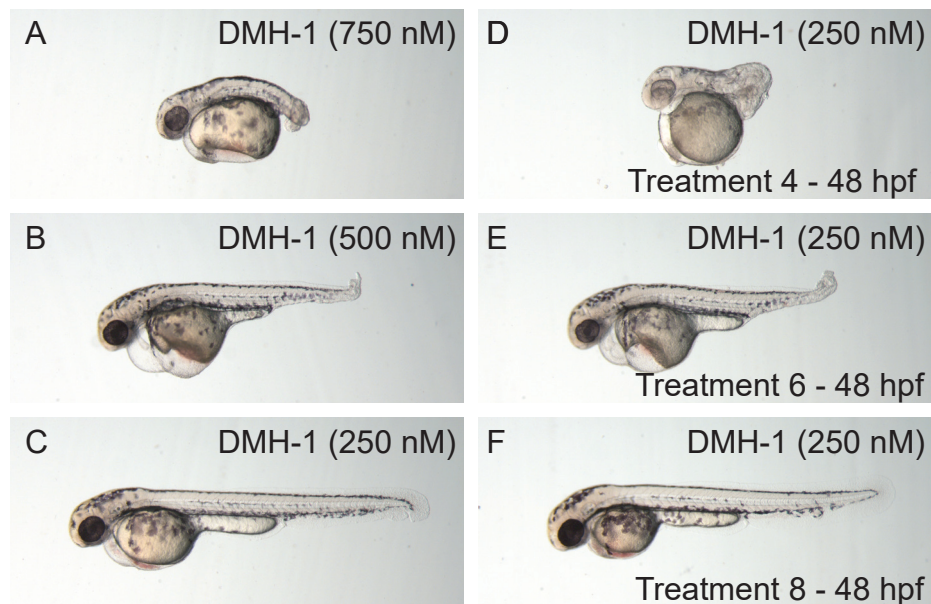 A DMH-1 (750 nM)
D DMH-1 (250 nM)
Treatment 4 - 48 hpf
B DMH-1 (500 nM)
E DMH-1 (250 nM)
Treatment 6 - 48 hpf
C DMH-1 (250 nM)
F DMH-1 (250 nM)
Treatment 8 - 48 hpf